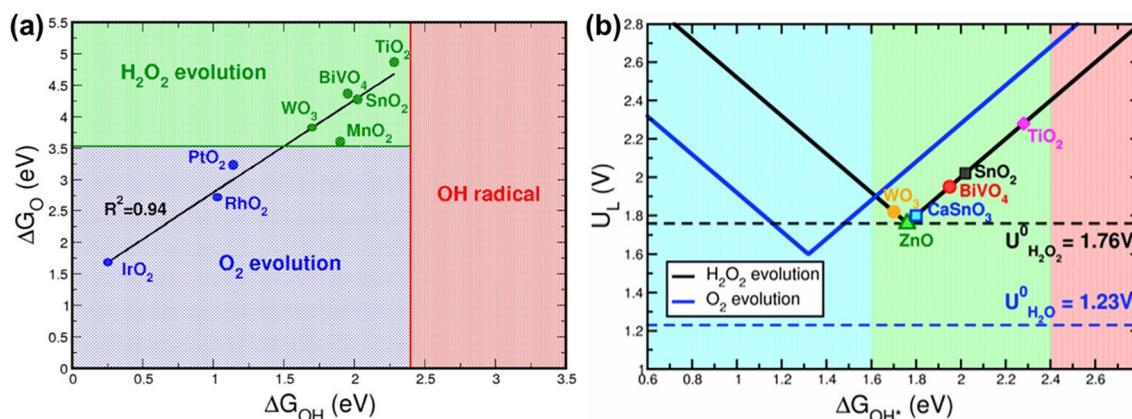 (a)
ΔG_O (eV)
5.5
5
4.5
4
3.5
3
2.5
2
1.5
1
0.5
0
H₂O₂ evolution
TiO₂
BiVO₄
SnO₂
WO₃
MnO₂
PtO₂
RhO₂
R²=0.94
IrO₂
O₂ evolution
OH radical
0 0.5 1 1.5 2 2.5 3 3.5
ΔG_OH (eV)
(b)
U_L (V)
2.8
2.6
2.4
2.2
2
1.8
1.6
1.4
1.2
1
TiO₂
SnO₂
BiVO₄
WO₃
CaSnO₃
ZnO
U⁰_H₂O₂ = 1.76V
H₂O₂ evolution
O₂ evolution
U⁰_H₂O = 1.23V
0.6 0.8 1 1.2 1.4 1.6 1.8 2 2.2 2.4 2.6
ΔG_OH* (eV)